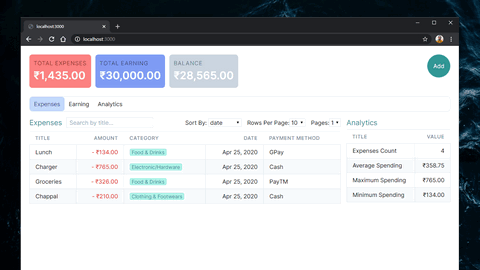 localhost:3000
localhost:3000
TOTAL EXPENSES
₹1,435.00
TOTAL EARNING
₹30,000.00
BALANCE
₹28,565.00
Add
Expenses Earning Analytics
Expenses Search by title... Sort By: date Rows Per Page: 10 Pages: 1
TITLE AMOUNT CATEGORY DATE PAYMENT METHOD
Lunch - ₹134.00 Food & Drinks Apr 25, 2020 GPay
Charger - ₹765.00 Electronic/Hardware Apr 25, 2020 Cash
Groceries - ₹326.00 Food & Drinks Apr 25, 2020 PayTM
Chappal - ₹210.00 Clothing & Footwears Apr 25, 2020 Cash
Analytics
TITLE VALUE
Expenses Count 4
Average Spending ₹358.75
Maximum Spending ₹765.00
Minimum Spending ₹134.00